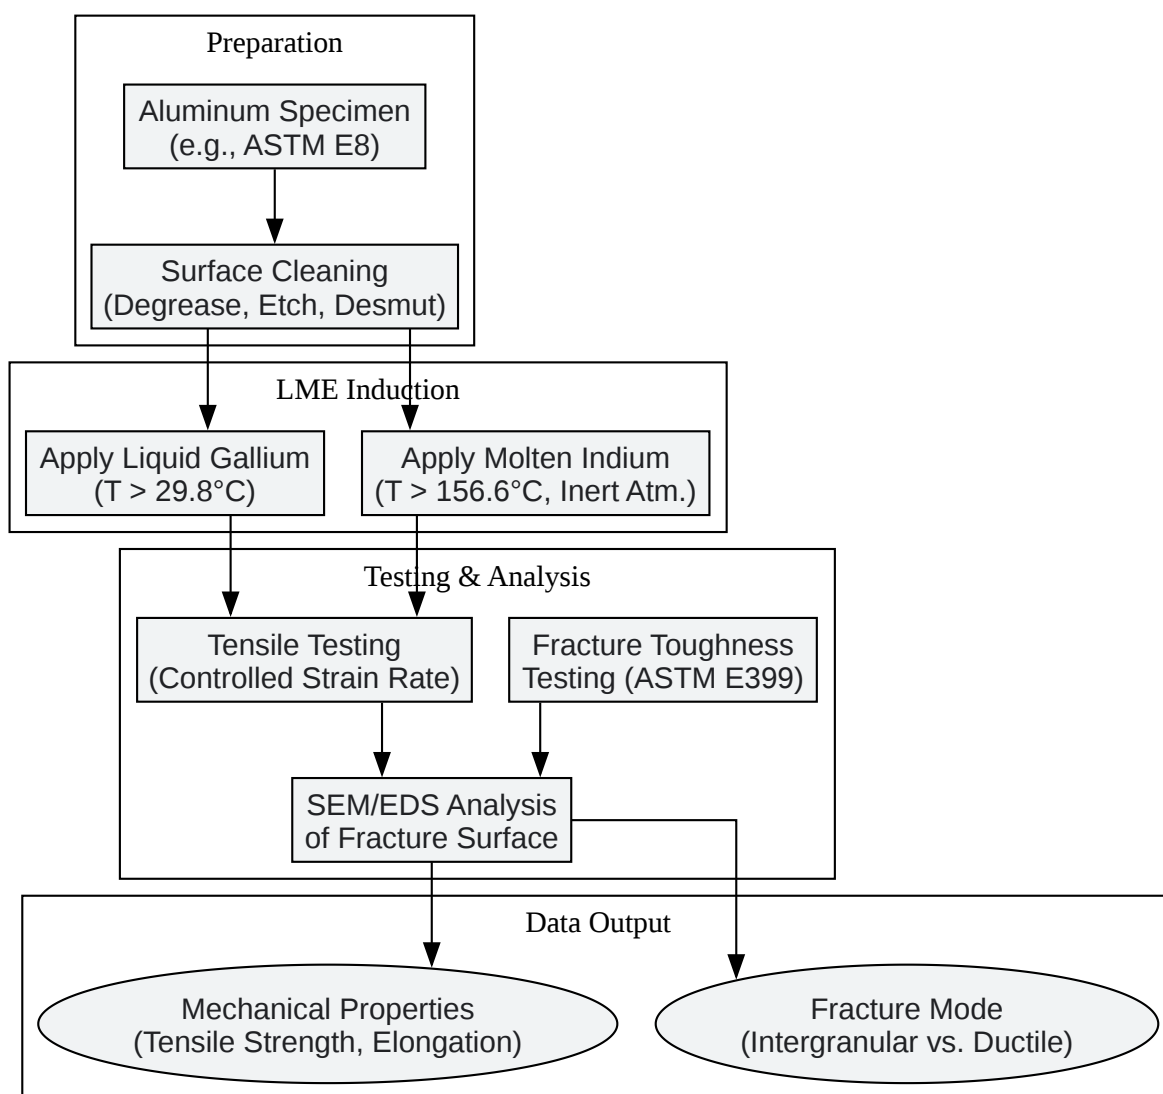 Preparation
Aluminum Specimen
(e.g., ASTM E8)
Surface Cleaning
(Degrease, Etch, Desmut)
LME Induction
Apply Liquid Gallium
(T > 29.8°C)
Apply Molten Indium
(T > 156.6°C, Inert Atm.)
Testing & Analysis
Tensile Testing
(Controlled Strain Rate)
Fracture Toughness
Testing (ASTM E399)
SEM/EDS Analysis
of Fracture Surface
Data Output
Mechanical Properties
(Tensile Strength, Elongation)
Fracture Mode
(Intergranular vs. Ductile)